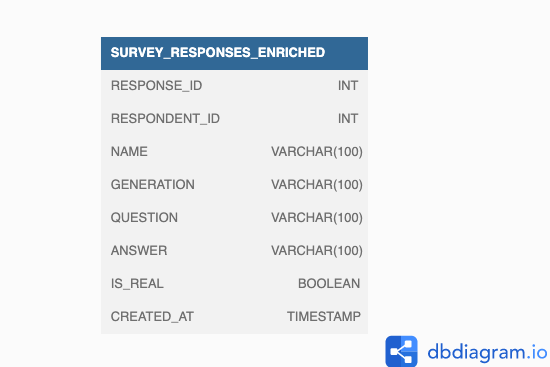 SURVEY_RESPONSES_ENRICHED
RESPONSE_ID INT
RESPONDENT_ID INT
NAME VARCHAR(100)
GENERATION VARCHAR(100)
QUESTION VARCHAR(100)
ANSWER VARCHAR(100)
IS_REAL BOOLEAN
CREATED_AT TIMESTAMP
dbdiagram.io